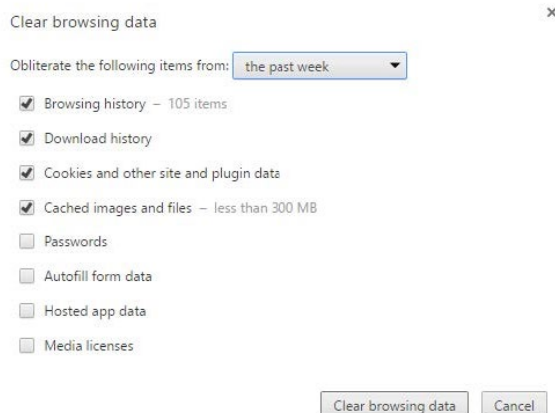 Clear browsing data
Obliterate the following items from: the past week
Browsing history – 105 items
Download history
Cookies and other site and plugin data
Cached images and files – less than 300 MB
Passwords
Autofill form data
Hosted app data
Media licenses
Clear browsing data Cancel